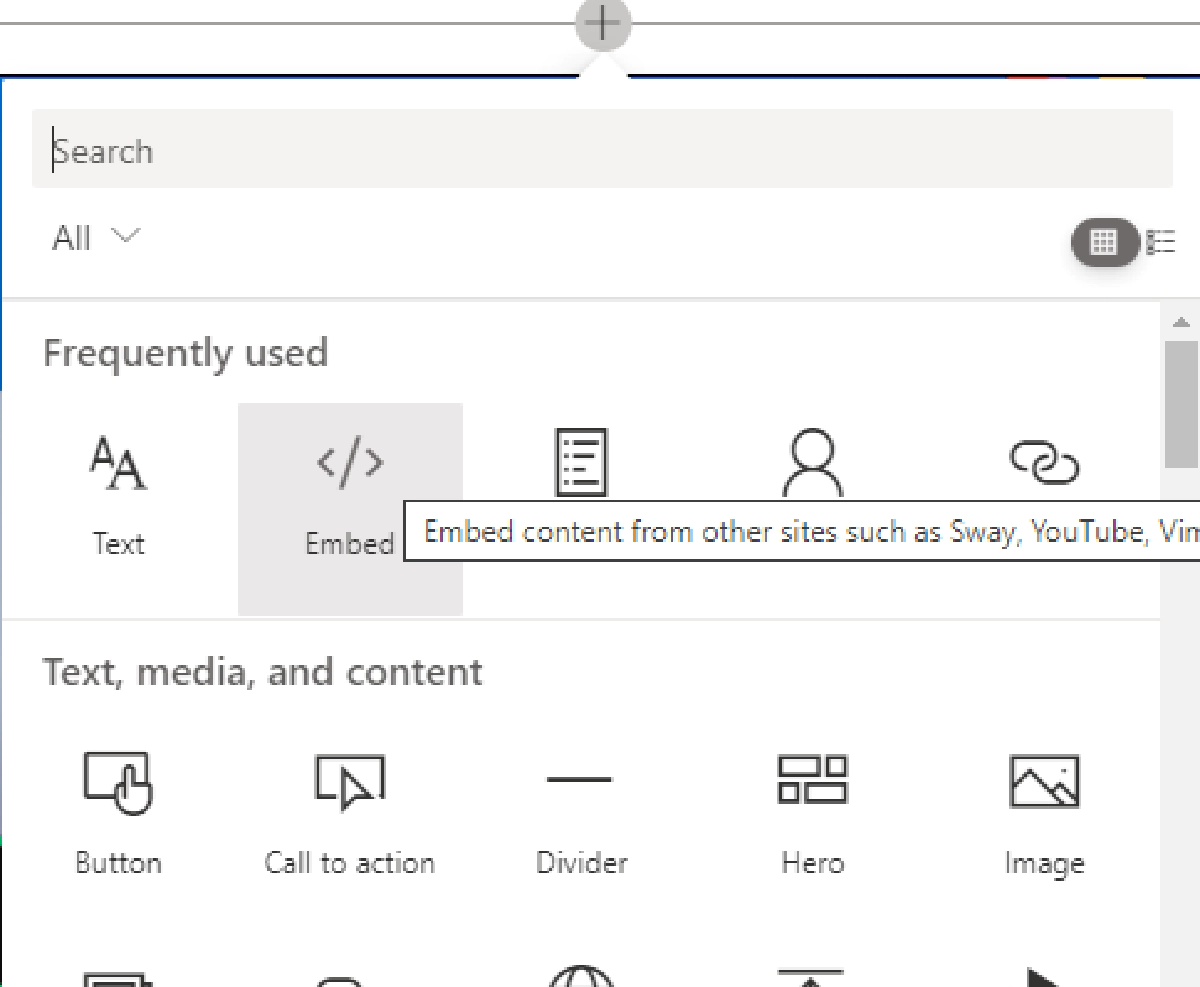 Search
All
Frequently used
Text
Embed
Embed content from other sites such as Sway, YouTube,
Text, media, and content
Button
Call to action
Divider
Hero
Image